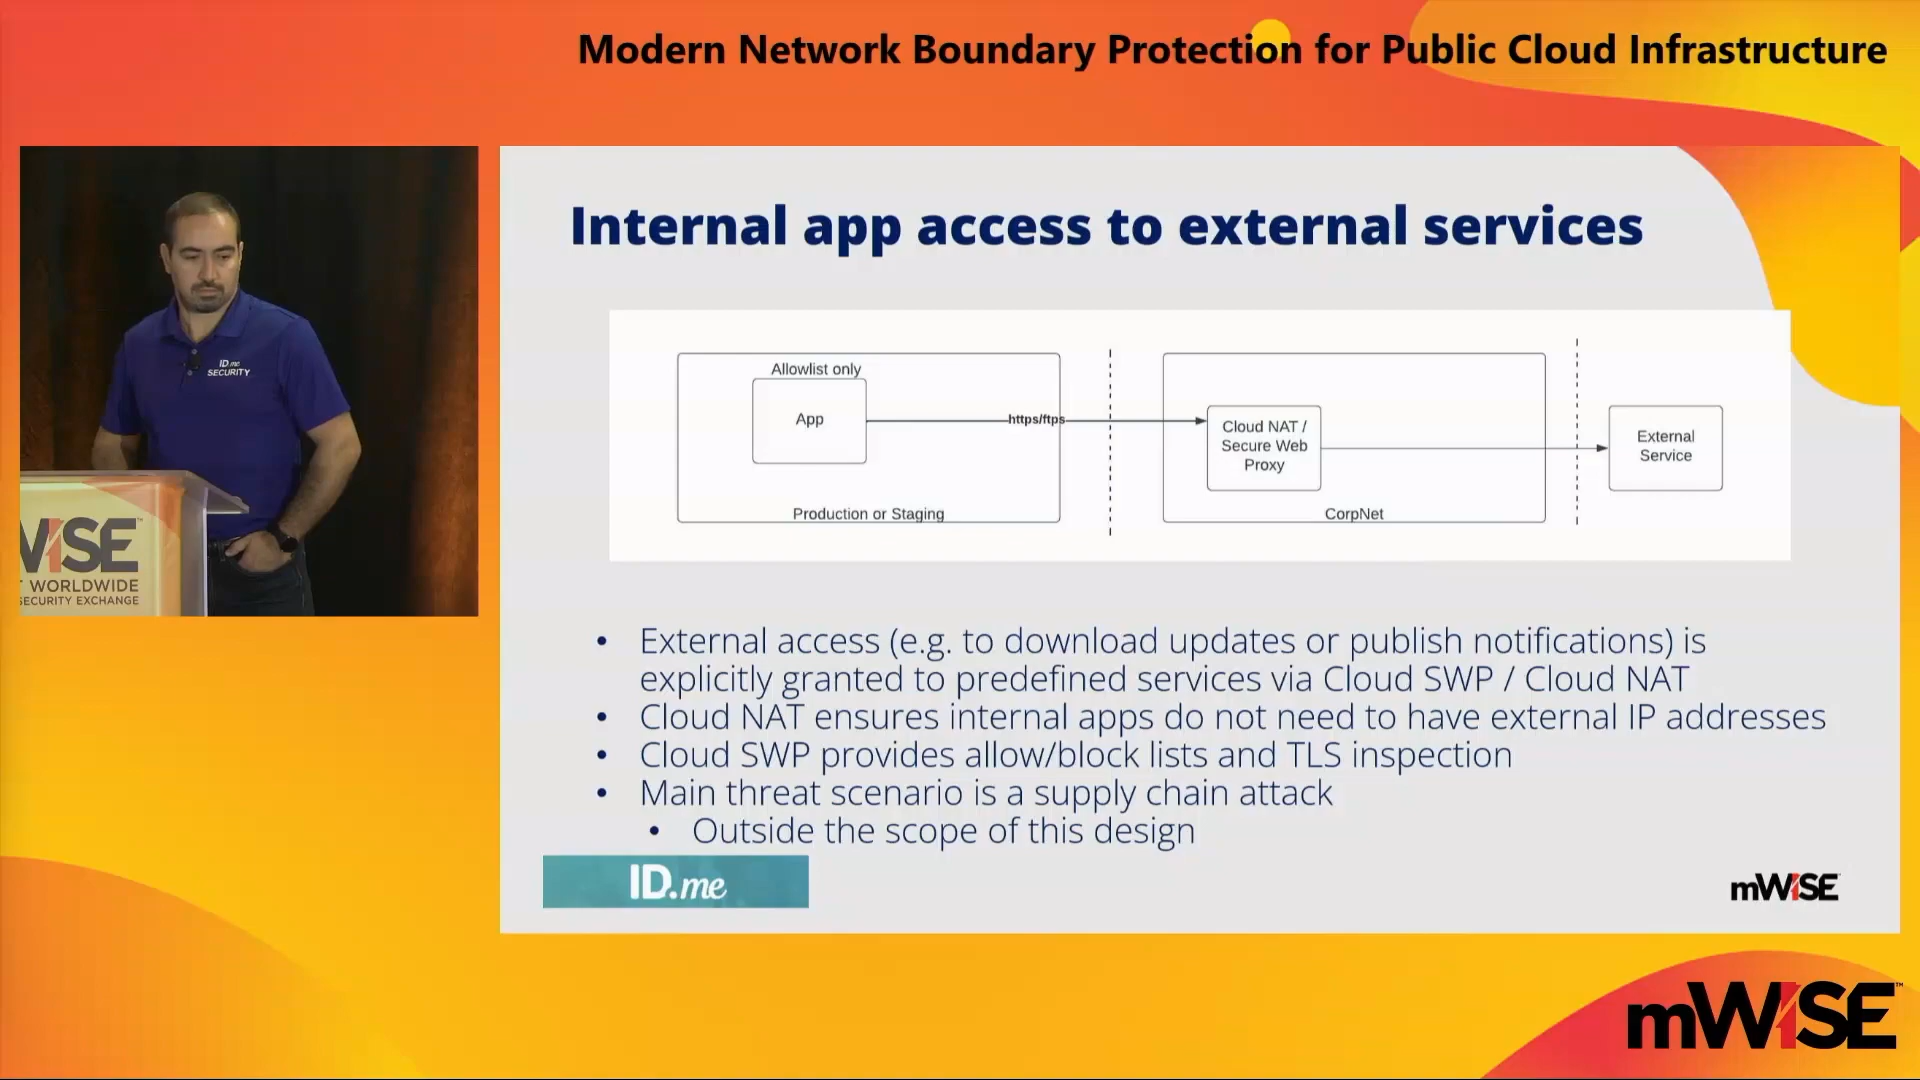 Modern Network Boundary Protection for Public Cloud Infrastructure
ID.me
SECURITY
WISE
WORLDWIDE
SECURITY EXCHANGE
Internal app access to external services
Allowlist only
App
https/ftps
Production or Staging
Cloud NAT /
Secure Web
Proxy
CorpNet
External
Service
• External access (e.g. to download updates or publish notifications) is
explicitly granted to predefined services via Cloud SWP / Cloud NAT
• Cloud NAT ensures internal apps do not need to have external IP addresses
• Cloud SWP provides allow/block lists and TLS inspection
• Main threat scenario is a supply chain attack
• Outside the scope of this design
ID.me
mWISE
mWISE™